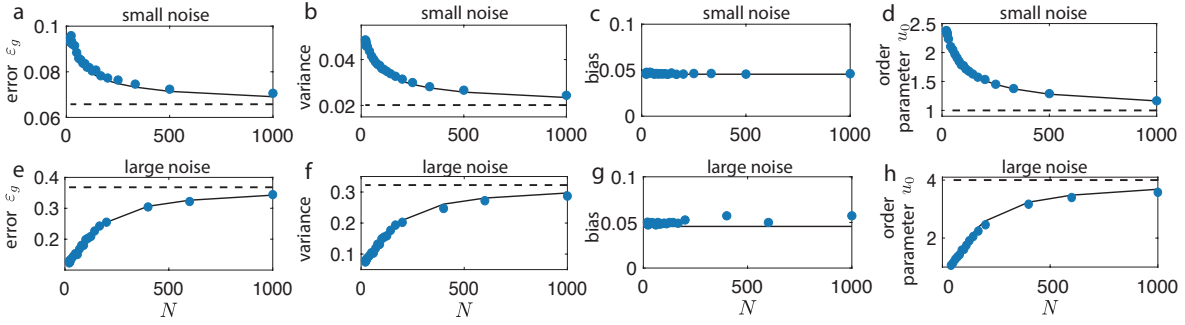 a
small noise
error εg
0.1
0.08
0.06
0
500
1000
b
small noise
variance
0.04
0.02
0
500
1000
c
small noise
bias
0.1
0.05
0
0
500
1000
d
small noise
order
parameter u0
2.5
2
1.5
1
0
500
1000
e
large noise
error εg
0.4
0.3
0.2
0
500
1000
N
f
large noise
variance
0.3
0.2
0.1
0
500
1000
N
g
large noise
bias
0.1
0.05
0
0
500
1000
N
h
large noise
order
parameter u0
4
2
0
500
1000
N